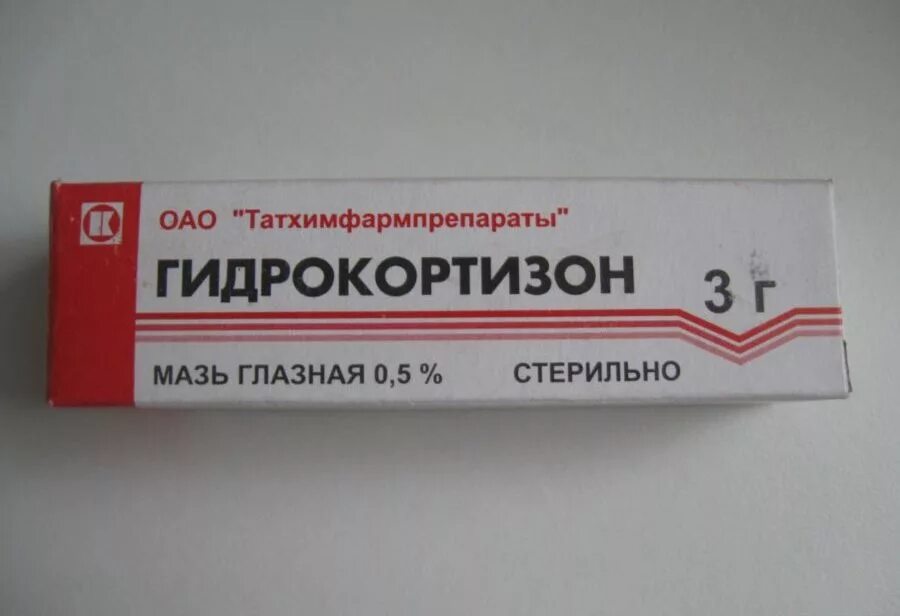 ОАО "Татхимфармпрепараты"
ГИДРОКОРТИЗОН
3 г
МАЗЬ ГЛАЗНАЯ 0,5 %
СТЕРИЛЬНО